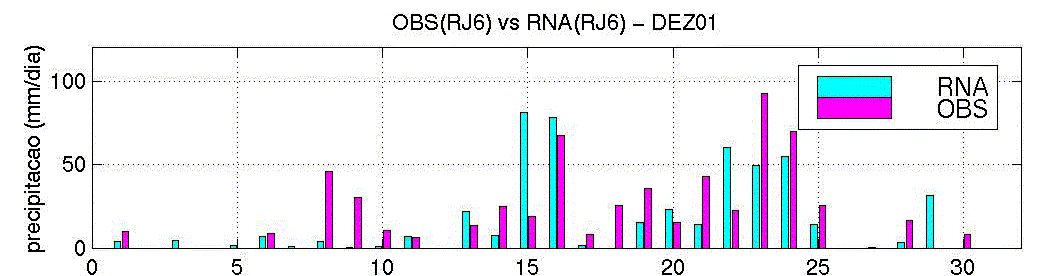 OBS(RJ6) vs RNA(RJ6) – DEZ01
precipitacao (mm/dia)
100
50
0
RNA
OBS
0 5 10 15 20 25 30